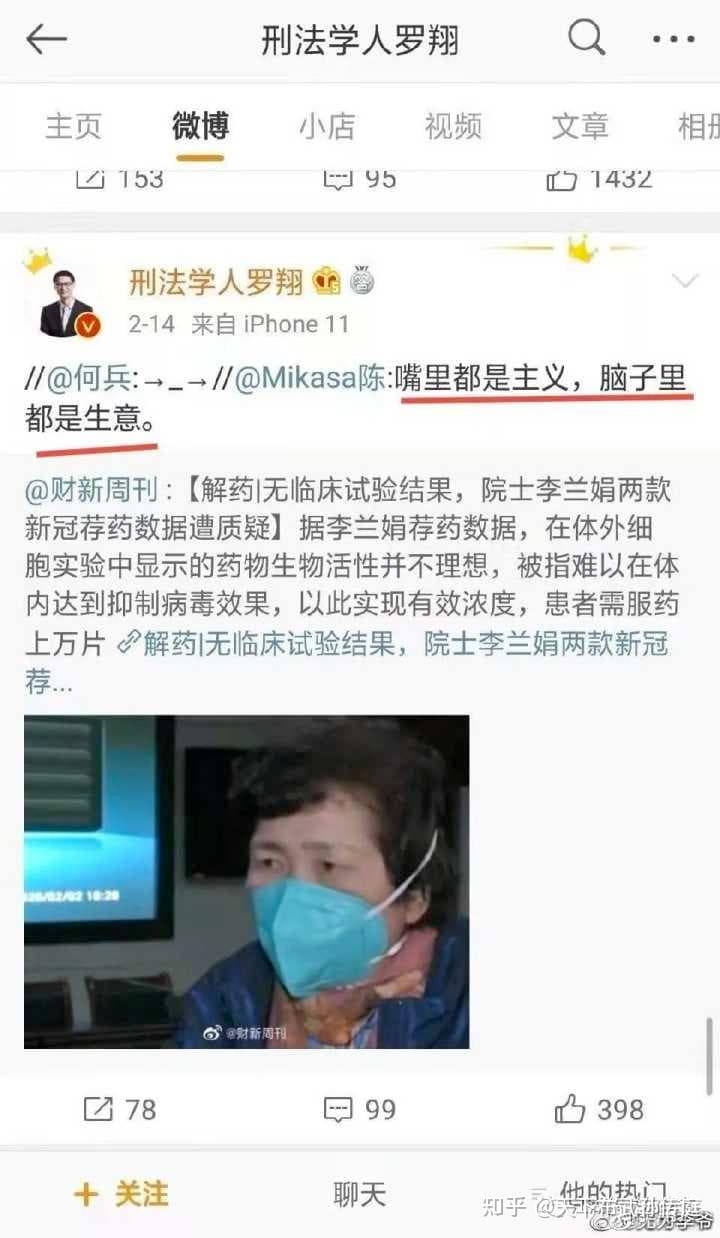 刑法学人罗翔
主页 微博 小店 视频 文章
153 95 1432
刑法学人罗翔
2-14 来自 iPhone 11
//@何兵:→_→//@Mikasa陈:嘴里都是主义，脑子里
都是生意。
@财新周刊：【解药|无临床试验结果，院士李兰娟两款
新冠荐药数据遭质疑】据李兰娟荐药数据，在体外细
胞实验中显示的药物生物活性并不理想，被指难以在体
内达到抑制病毒效果，以此实现有效浓度，患者需服药
上万片 解药|无临床试验结果，院士李兰娟两款新冠
荐...
@财新周刊
78 99 398
+ 关注 聊天 他的热门
知乎